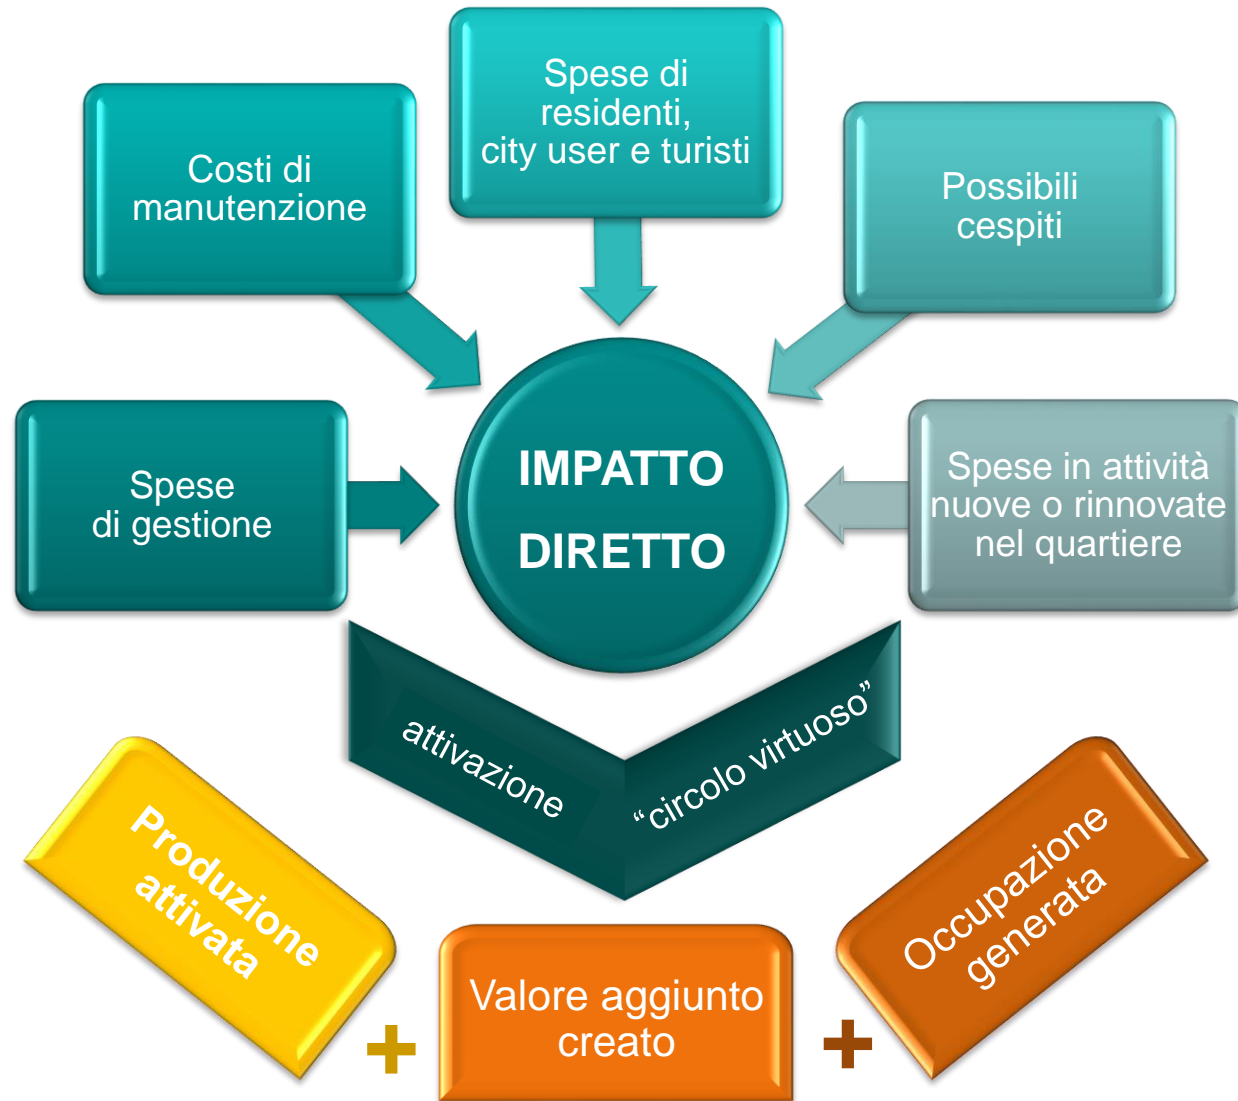 Spese di
residenti,
city user e turisti
Costi di
manutenzione
Possibili
cespiti
Spese
di gestione
IMPATTO
DIRETTO
Spese in attività
nuove o rinnovate
nel quartiere
attivazione
“circolo virtuoso”
Produzione
attivata
+
Valore aggiunto
creato
+
Occupazione
generata